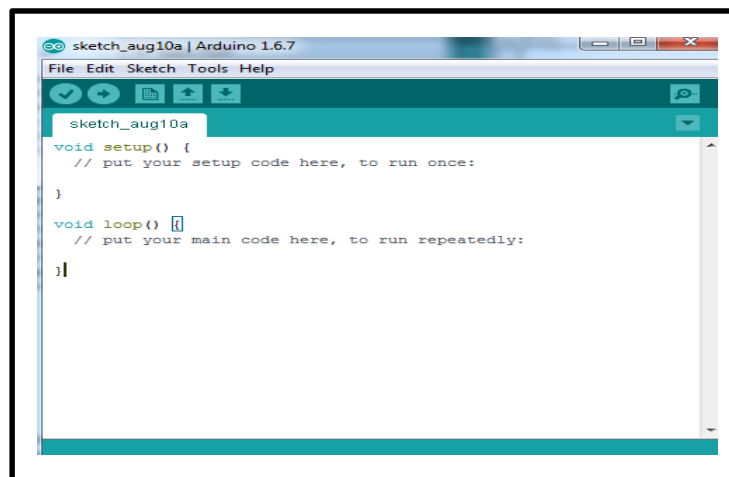 sketch_aug10a | Arduino 1.6.7
File Edit Sketch Tools Help
sketch_aug10a
void setup() {
// put your setup code here, to run once:
}
void loop() {
// put your main code here, to run repeatedly:
}